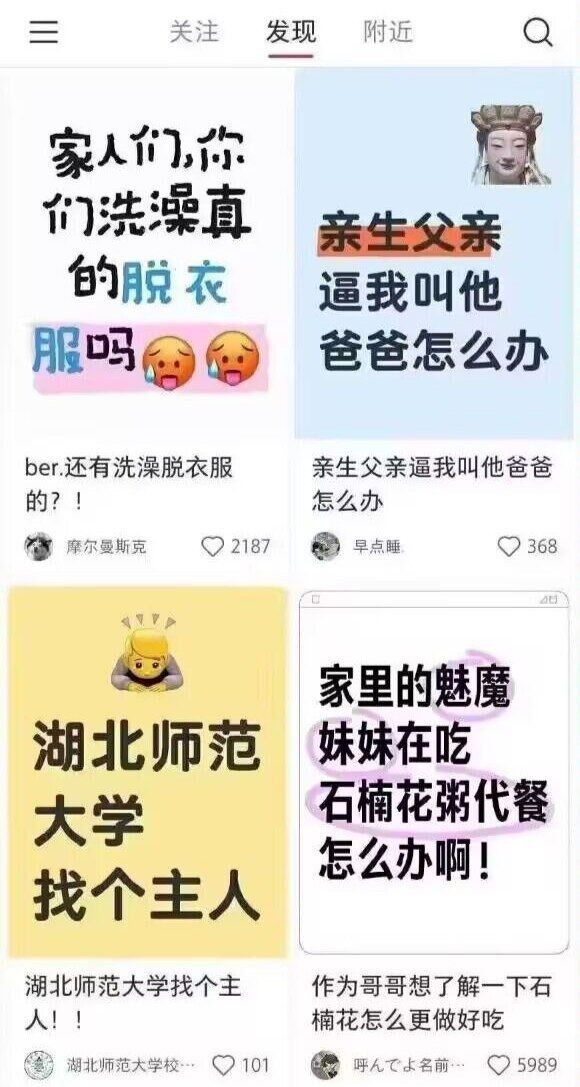 关注 发现 附近
家人们,你
们洗澡真
的脱衣
服吗
ber.还有洗澡脱衣服
的？！
摩尔曼斯克 2187
亲生父亲
逼我叫他
爸爸怎么办
亲生父亲逼我叫他爸爸
怎么办
早点睡. 368
湖北师范
大学
找个主人
湖北师范大学找个主
人！！
湖北师范大学校… 101
家里的魅魔
妹妹在吃
石楠花粥代餐
怎么办啊！
作为哥哥想了解一下石
楠花怎么更做好吃
呼んでよ名前… 5989